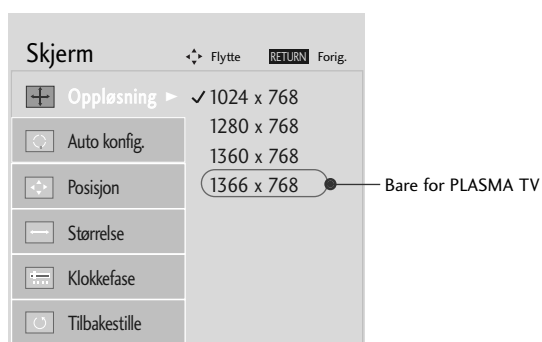 Skjerm
Flytte RETURN Forig.
Oppløsning
✓ 1024 x 768
1280 x 768
1360 x 768
1366 x 768
Bare for PLASMA TV
Auto konfig.
Posisjon
Størrelse
Klokkefase
Tilbakestille